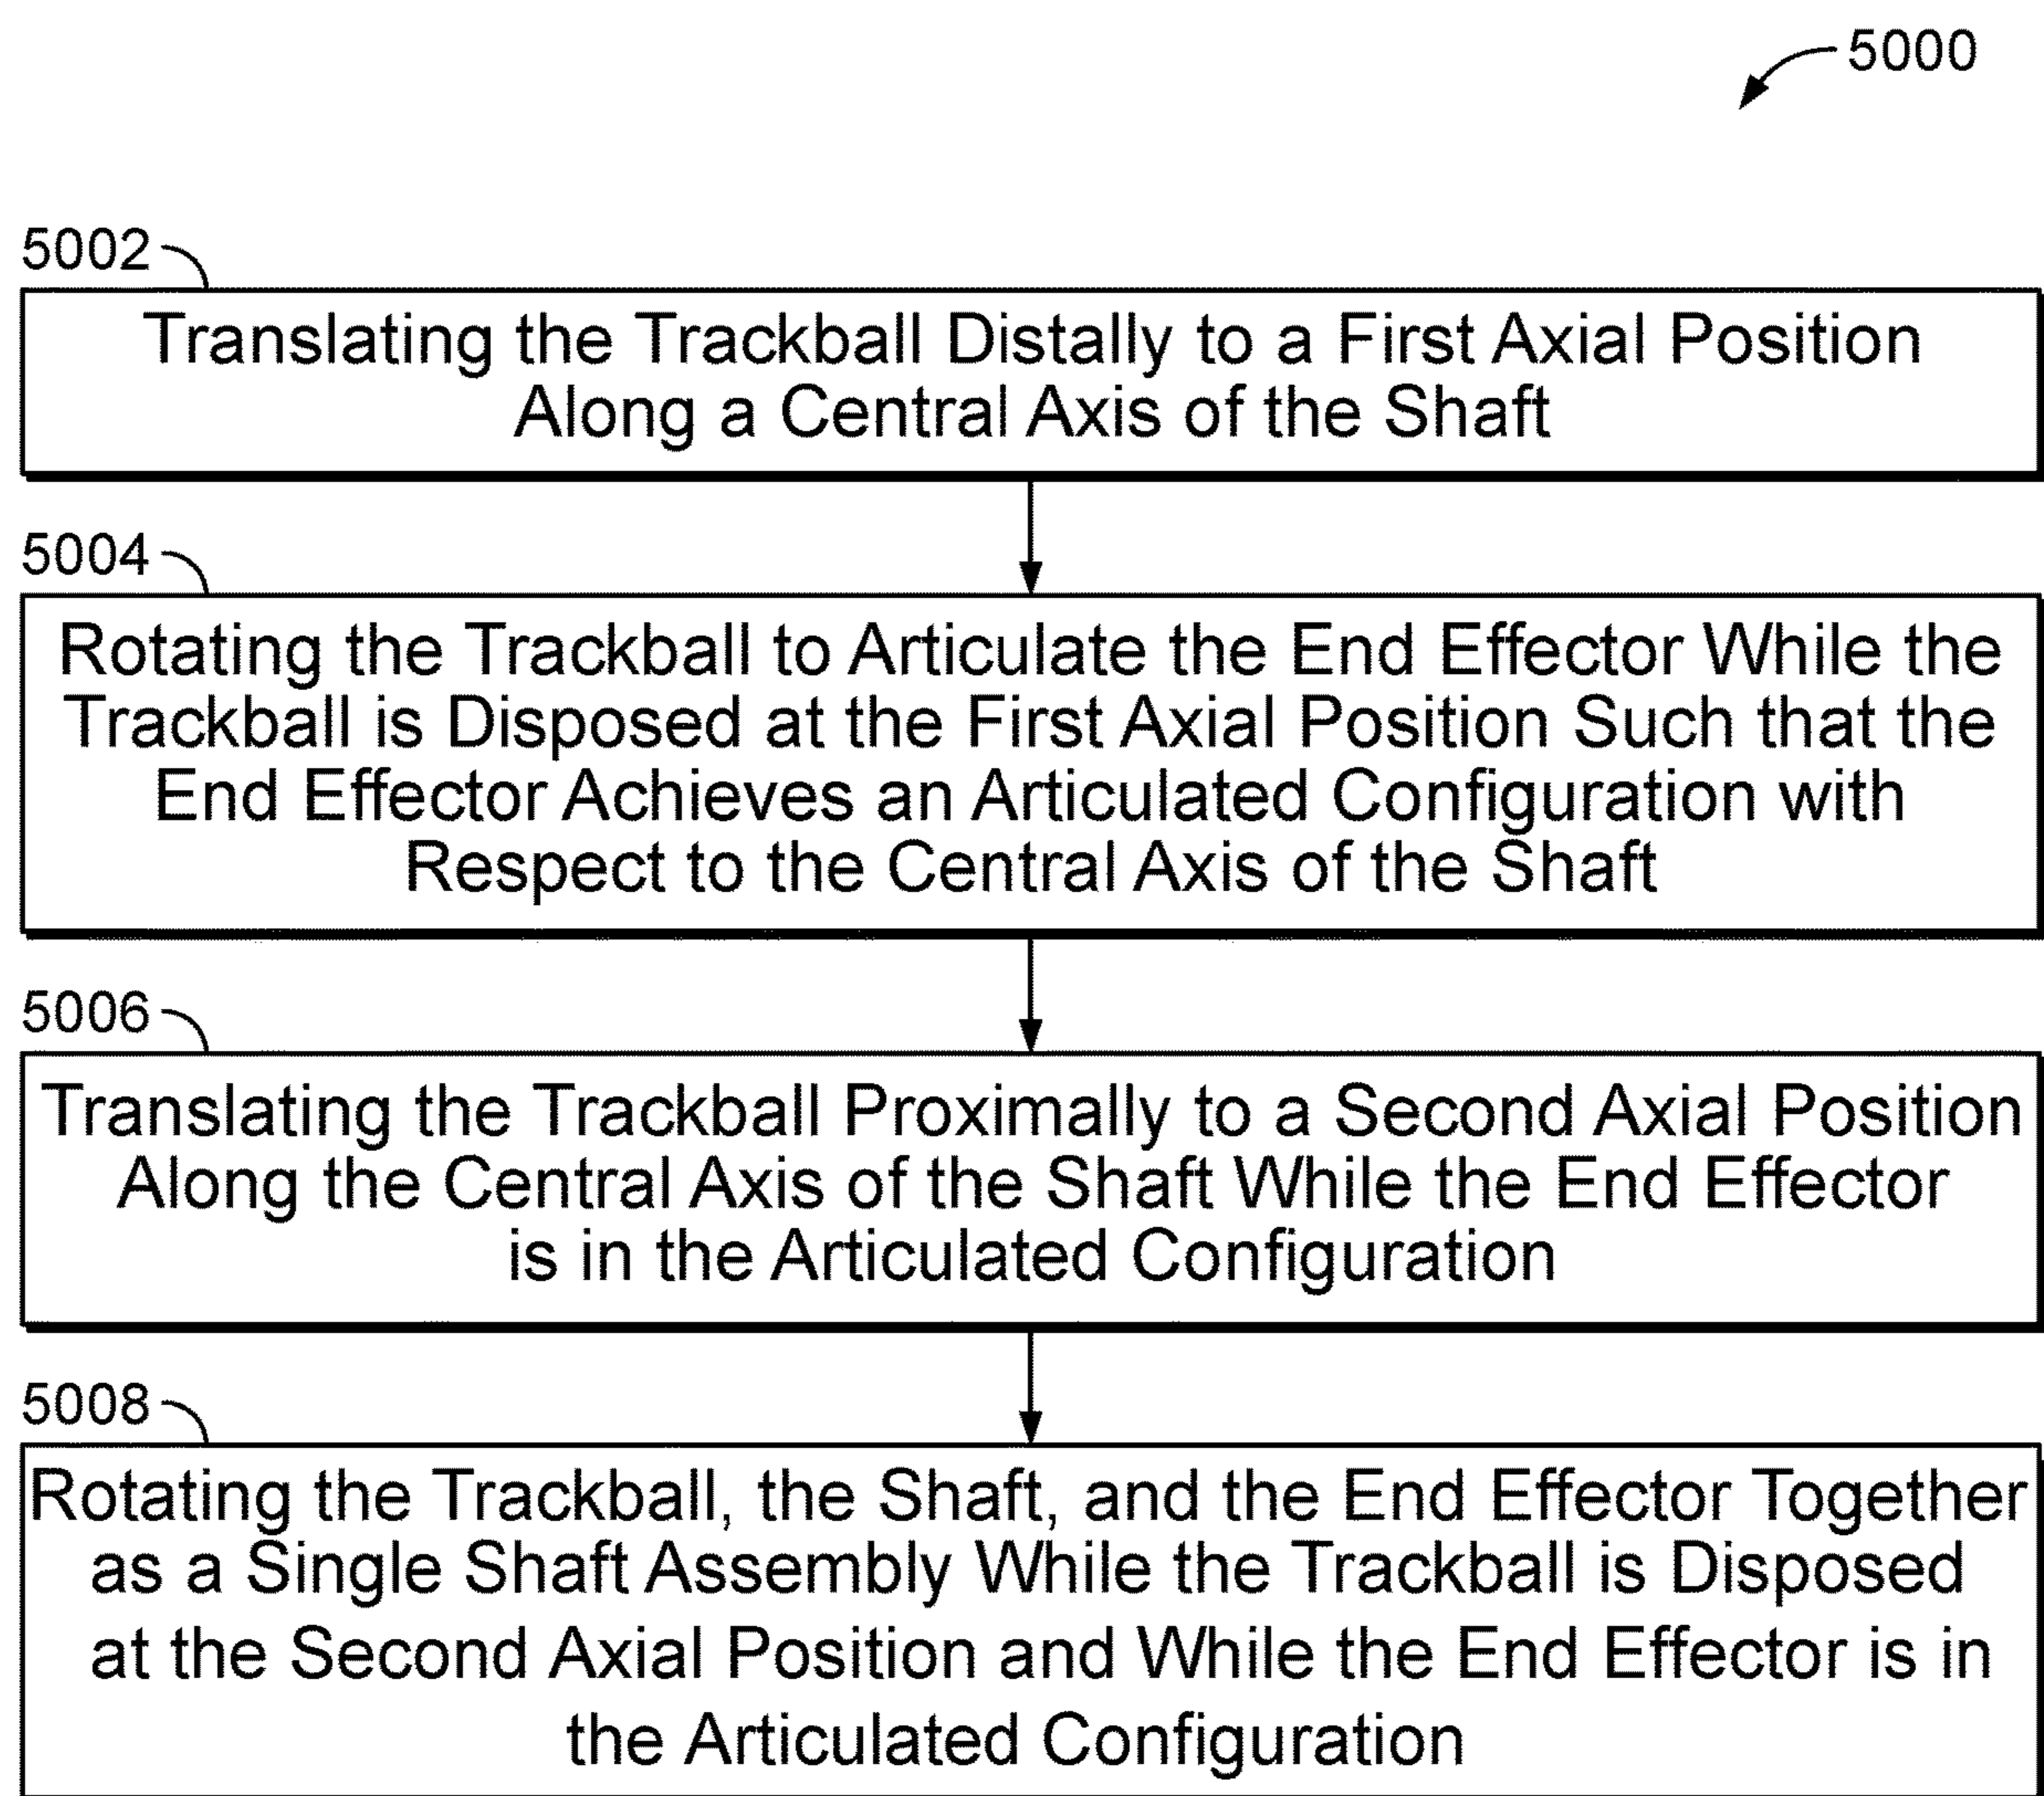 5000
5002
Translating the Trackball Distally to a First Axial Position
Along a Central Axis of the Shaft
5004
Rotating the Trackball to Articulate the End Effector While the
Trackball is Disposed at the First Axial Position Such that the
End Effector Achieves an Articulated Configuration with
Respect to the Central Axis of the Shaft
5006
Translating the Trackball Proximally to a Second Axial Position
Along the Central Axis of the Shaft While the End Effector
is in the Articulated Configuration
5008
Rotating the Trackball, the Shaft, and the End Effector Together
as a Single Shaft Assembly While the Trackball is Disposed
at the Second Axial Position and While the End Effector is in
the Articulated Configuration